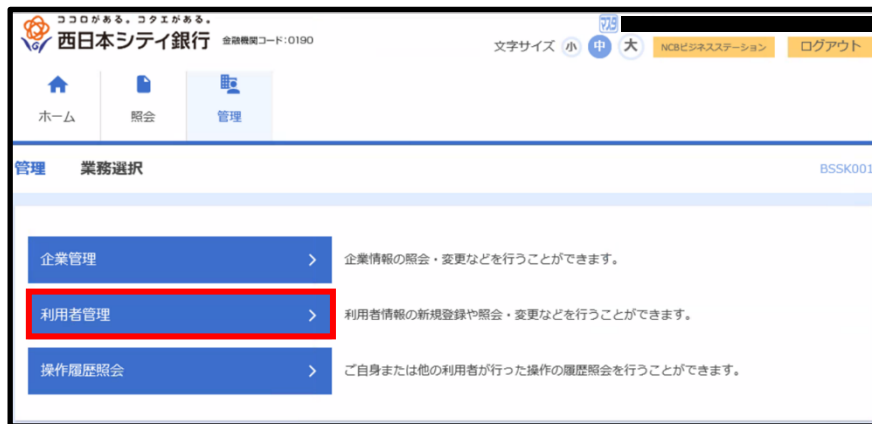 ココロがある。コタエがある。
西日本シティ銀行 金融機関コード:0190
文字サイズ 小 中 大 NCBビジネスステーション ログアウト
ホーム 照会 管理
管理 業務選択 BSSK001
企業管理 企業情報の照会・変更などを行うことができます。
利用者管理 利用者情報の新規登録や照会・変更などを行うことができます。
操作履歴照会 ご自身または他の利用者が行った操作の履歴照会を行うことができます。